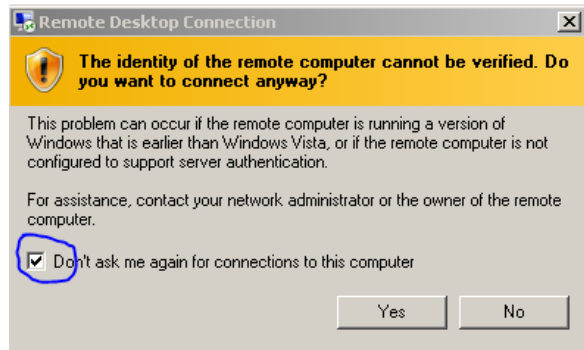 Remote Desktop Connection
The identity of the remote computer cannot be verified. Do
you want to connect anyway?
This problem can occur if the remote computer is running a version of
Windows that is earlier than Windows Vista, or if the remote computer is not
configured to support server authentication.
For assistance, contact your network administrator or the owner of the remote
computer.
Don't ask me again for connections to this computer
Yes No